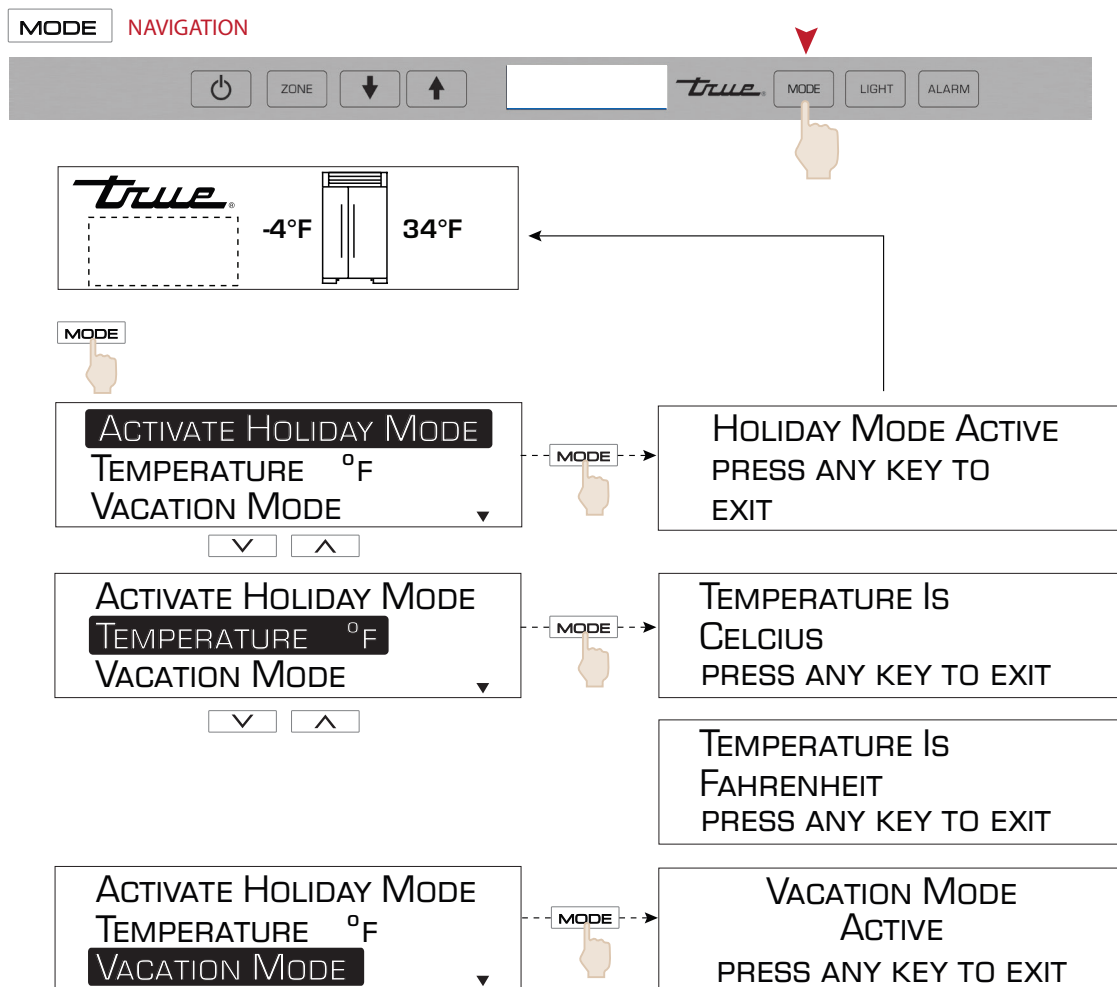 MODE NAVIGATION
ZONE true® MODE LIGHT ALARM
true®
-4°F 34°F
MODE
ACTIVATE HOLIDAY MODE
TEMPERATURE °F
VACATION MODE
MODE
HOLIDAY MODE ACTIVE
PRESS ANY KEY TO
EXIT
ACTIVATE HOLIDAY MODE
TEMPERATURE °F
VACATION MODE
MODE
TEMPERATURE IS
CELCIUS
PRESS ANY KEY TO EXIT
TEMPERATURE IS
FAHRENHEIT
PRESS ANY KEY TO EXIT
ACTIVATE HOLIDAY MODE
TEMPERATURE °F
VACATION MODE
MODE
VACATION MODE
ACTIVE
PRESS ANY KEY TO EXIT